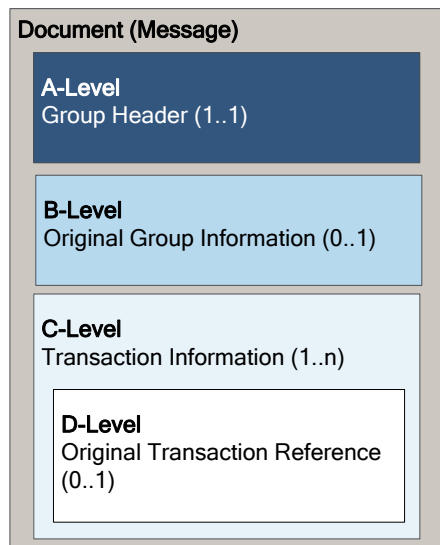 Document (Message)
A-Level
Group Header (1..1)
B-Level
Original Group Information (0..1)
C-Level
Transaction Information (1..n)
D-Level
Original Transaction Reference
(0..1)